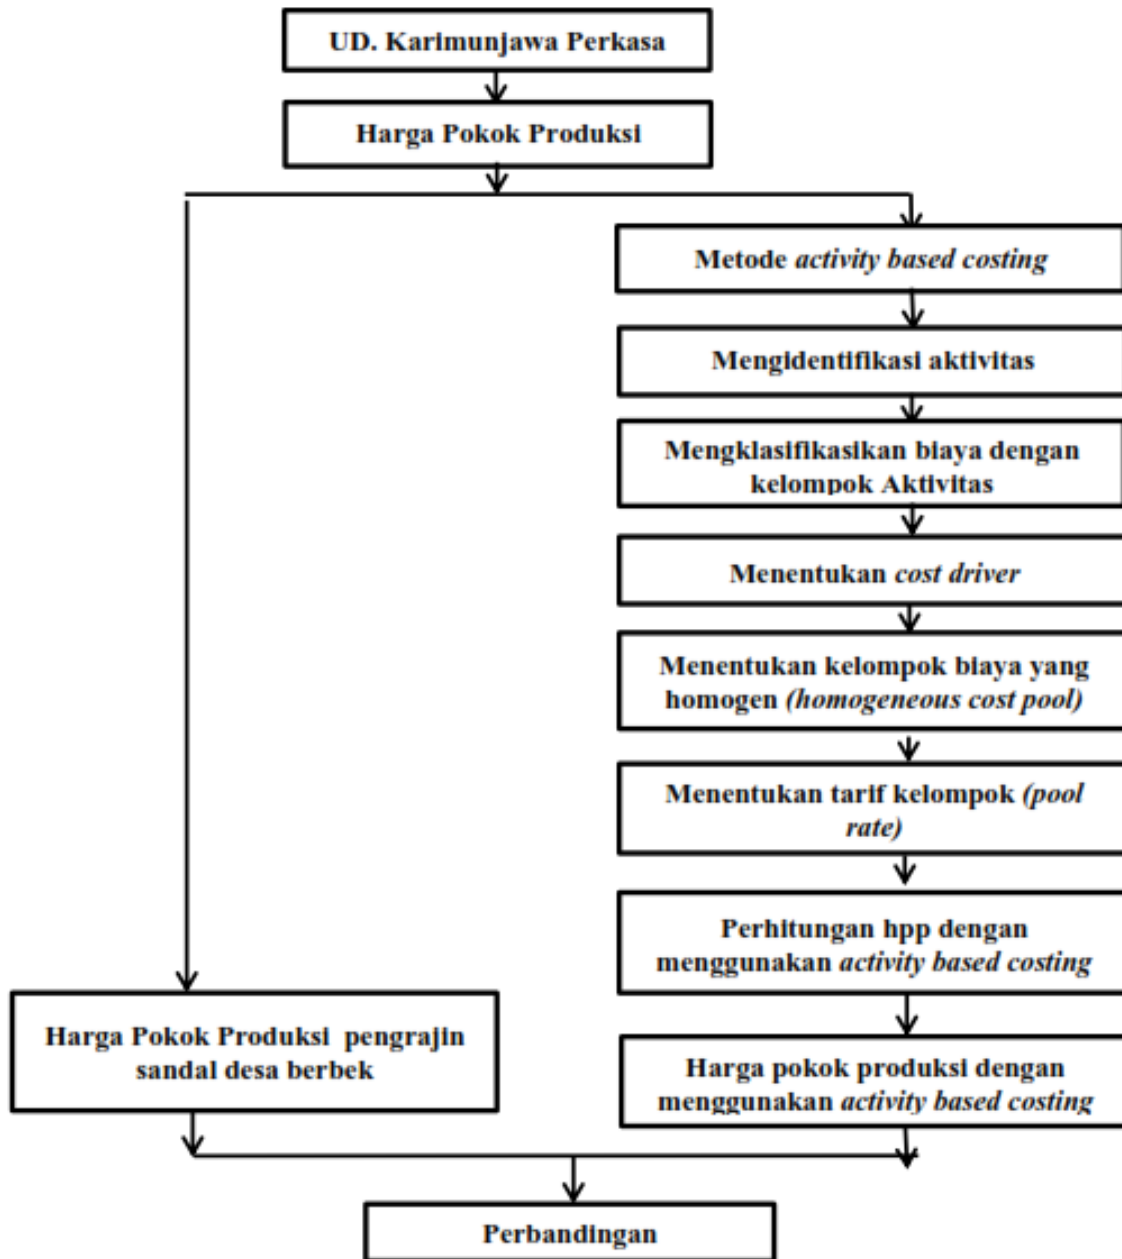 UD. Karimunjawa Perkasa
Harga Pokok Produksi
Metode activity based costing
Mengidentifikasi aktivitas
Mengklasifikasikan biaya dengan
kelompok Aktivitas
Menentukan cost driver
Menentukan kelompok biaya yang
homogen (homogeneous cost pool)
Menentukan tarif kelompok (pool
rate)
Perhitungan hpp dengan
menggunakan activity based costing
Harga Pokok Produksi pengrajin
sandal desa berbek
Harga pokok produksi dengan
menggunakan activity based costing
Perbandingan